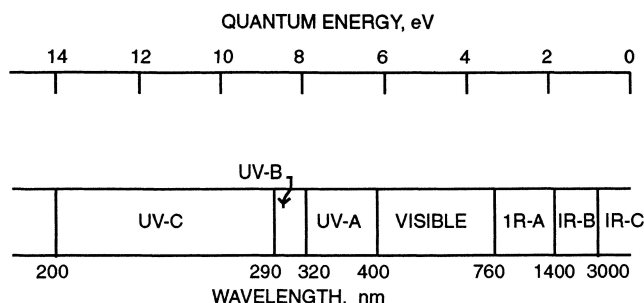 QUANTUM ENERGY, eV
14 12 10 8 6 4 2 0
UV-B
UV-C UV-A VISIBLE 1R-A IR-B IR-C
200 290 320 400 760 1400 3000
WAVELENGTH, nm